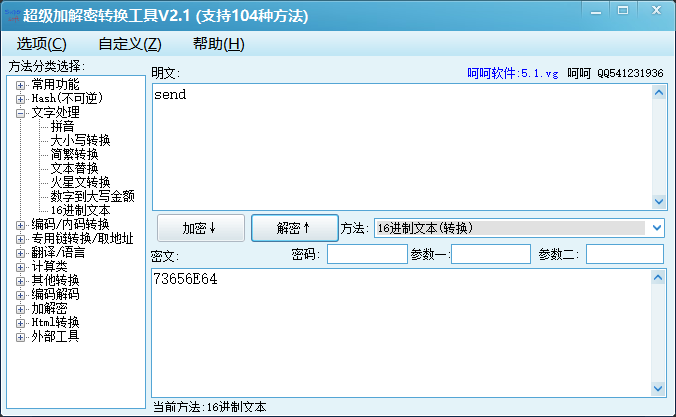 超级加解密转换工具V2.1 (支持104种方法)
选项(C) 自定义(Z) 帮助(H)
方法分类选择:
常用功能
Hash(不可逆)
文字处理
拼音
大小写转换
简繁转换
文本替换
火星文转换
数字到大写金额
16进制文本
编码/内码转换
专用链转换/取地址
翻译/语言
计算类
其他转换
编码解码
加解密
Html转换
外部工具
明文:
呵呵软件:5.1.vg 呵呵 QQ541231936
send
加密↓ 解密↑ 方法: 16进制文本(转换)
密文: 密码: 参数一: 参数二:
73656E64
当前方法:16进制文本